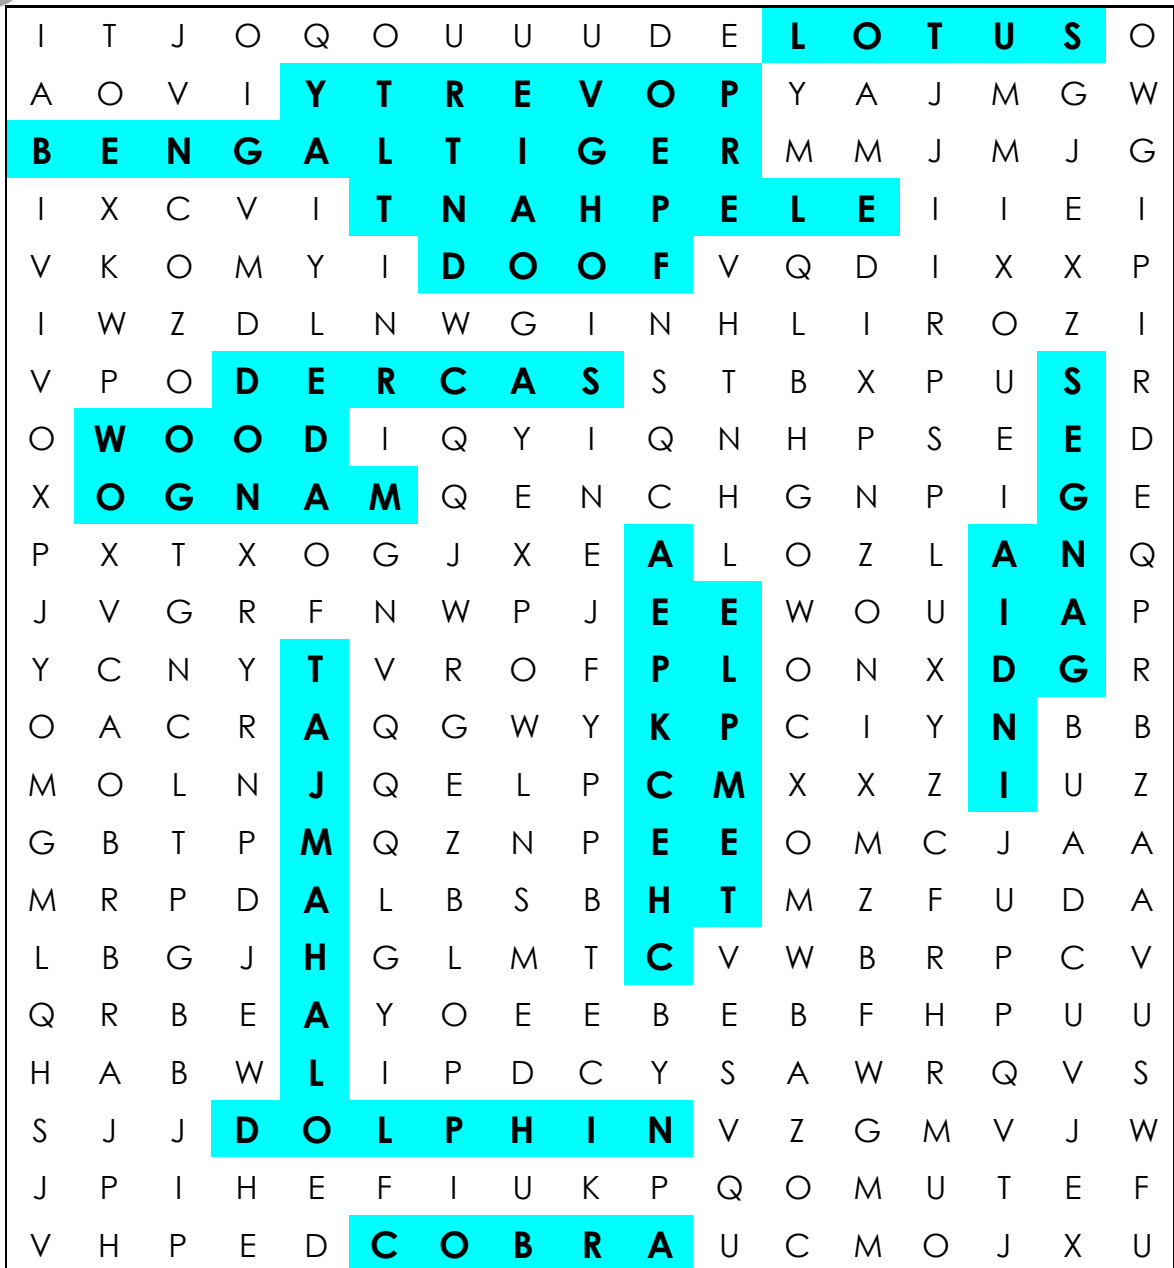 I T J O Q O U U U D E L O T U S O
A O V I Y T R E V O P Y A J M G W
B E N G A L T I G E R M M J M J G
I X C V I T N A H P E L E I I E I
V K O M Y I D O O F V Q D I X X P
I W Z D L N W G I N H L I R O Z I
V P O D E R C A S S T B X P U S R
O W O O D I Q Y I Q N H P S E E D
X O G N A M Q E N C H G N P I G E
P X T X O G J X E A L O Z L A N Q
J V G R F N W P J E E W O U I A P
Y C N Y T V R O F P L O N X D G R
O A C R A Q G W Y K P C I Y N B B
M O L N J Q E L P C M X X Z I U Z
G B T P M Q Z N P E E O M C J A A
M R P D A L B S B H T M Z F U D A
L B G J H G L M T C V W B R P C V
Q R B E A Y O E E B E B F H P U U
H A B W L I P D C Y S A W R Q V S
S J J D O L P H I N V Z G M V J W
J P I H E F I U K P Q O M U T E F
V H P E D C O B R A U C M O J X U